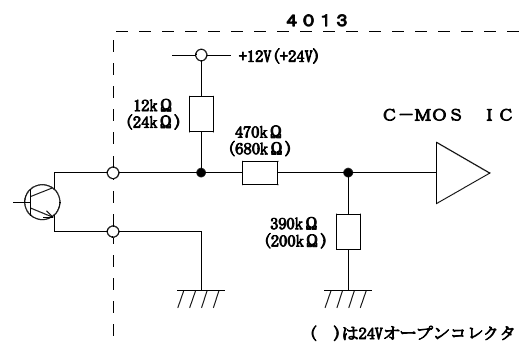 ４０１３
+12V(+24V)
12kΩ
(24kΩ)
470kΩ
(680kΩ)
Ｃ－ＭＯＳ　ＩＣ
390kΩ
(200kΩ)
(　)は24Vオープンコレクタ